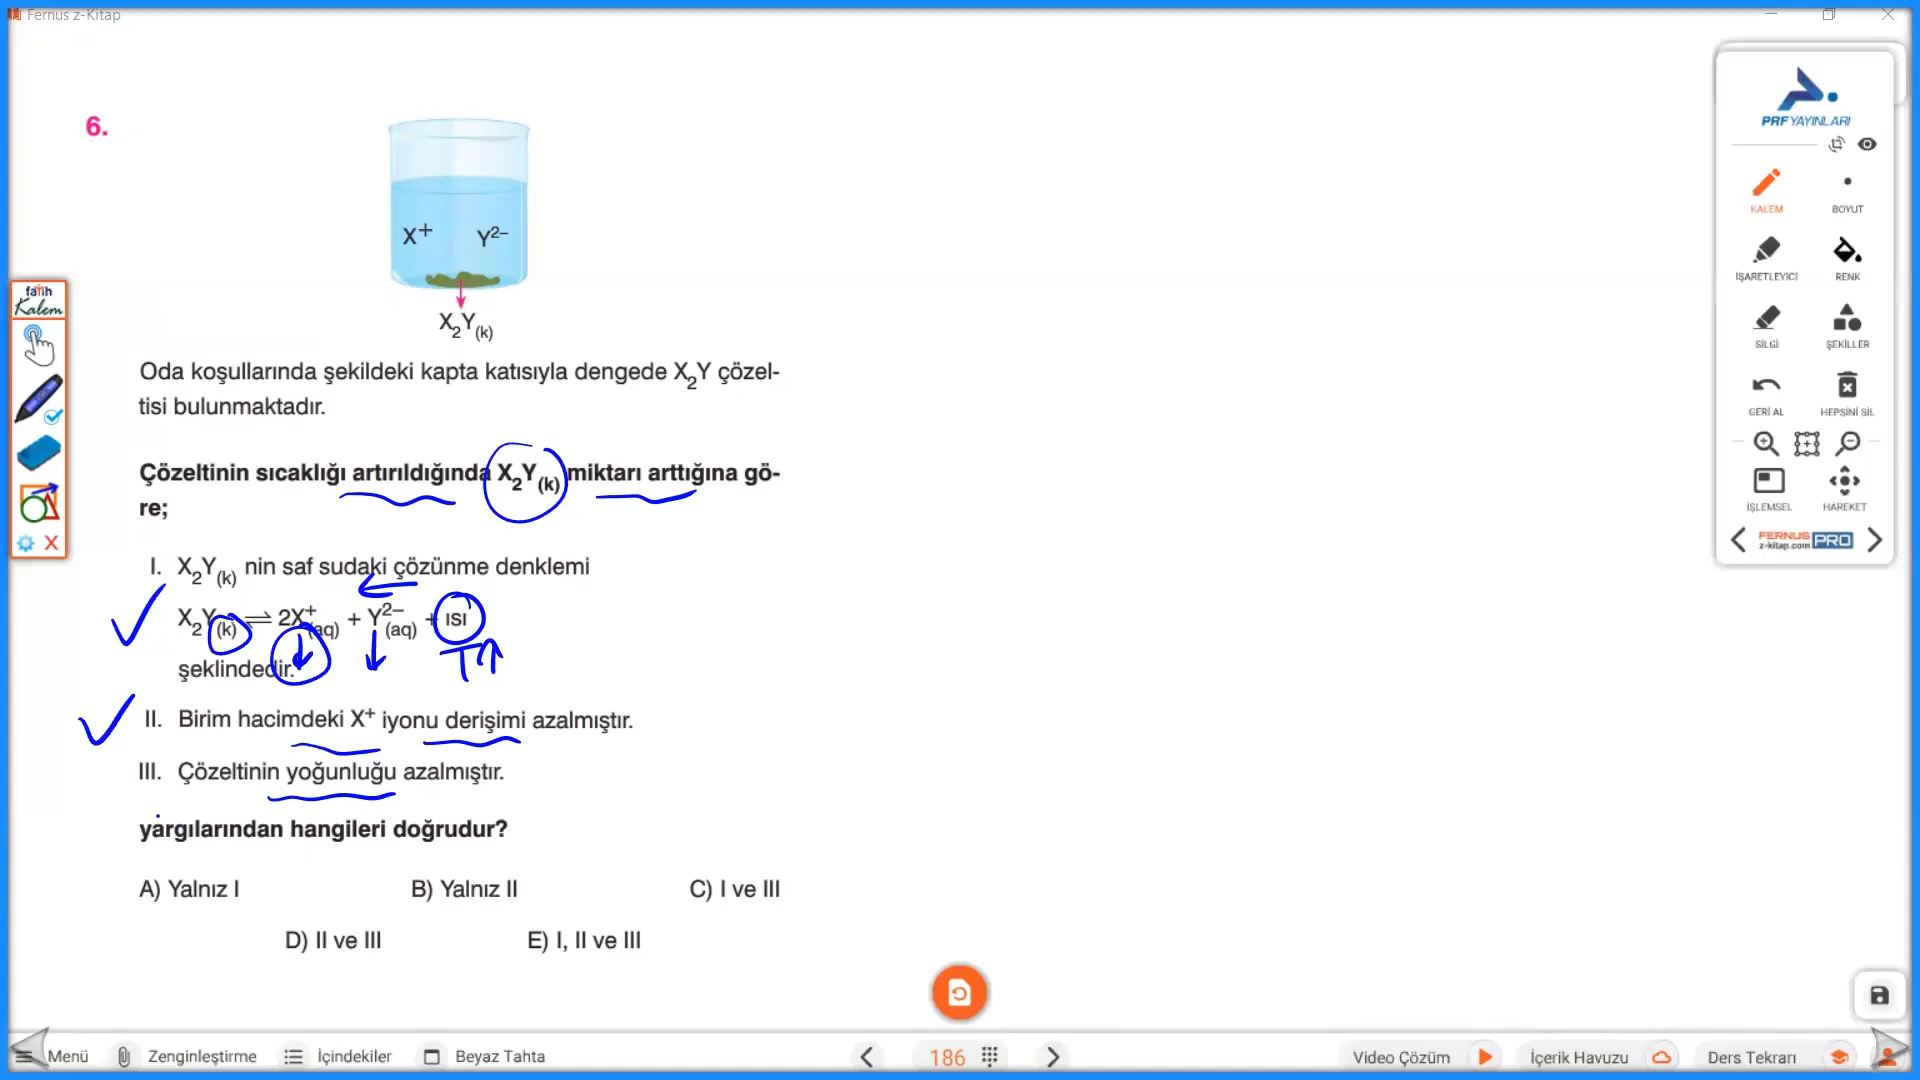 Fernus z-Kitap
6.
X+ Y2–
X2Y(k)
Oda koşullarında şekildeki kapta katısıyla dengede X2Y çözel-
tisi bulunmaktadır.
Çözeltinin sıcaklığı artırıldığında X2Y(k) miktarı arttığına gö-
re;
I. X2Y(k) nin saf sudaki çözünme denklemi
X2Y(k) ⇌ 2X+(aq) + Y2–(aq) + ısı
T↑
şeklindedir.
II. Birim hacimdeki X+ iyonu derişimi azalmıştır.
III. Çözeltinin yoğunluğu azalmıştır.
yargılarından hangileri doğrudur?
A) Yalnız I B) Yalnız II C) I ve III
D) II ve III E) I, II ve III
fatih
Kalem
PRF YAYINLARI
KALEM BOYUT
İŞARETLEYİCİ RENK
SİLGİ ŞEKİLLER
GERİ AL HEPSİNİ SİL
İŞLEMSEL HAREKET
FERNUS
z-kitap.com PRO
Menü Zenginleştirme İçindekiler Beyaz Tahta 186 Video Çözüm İçerik Havuzu Ders Tekrarı